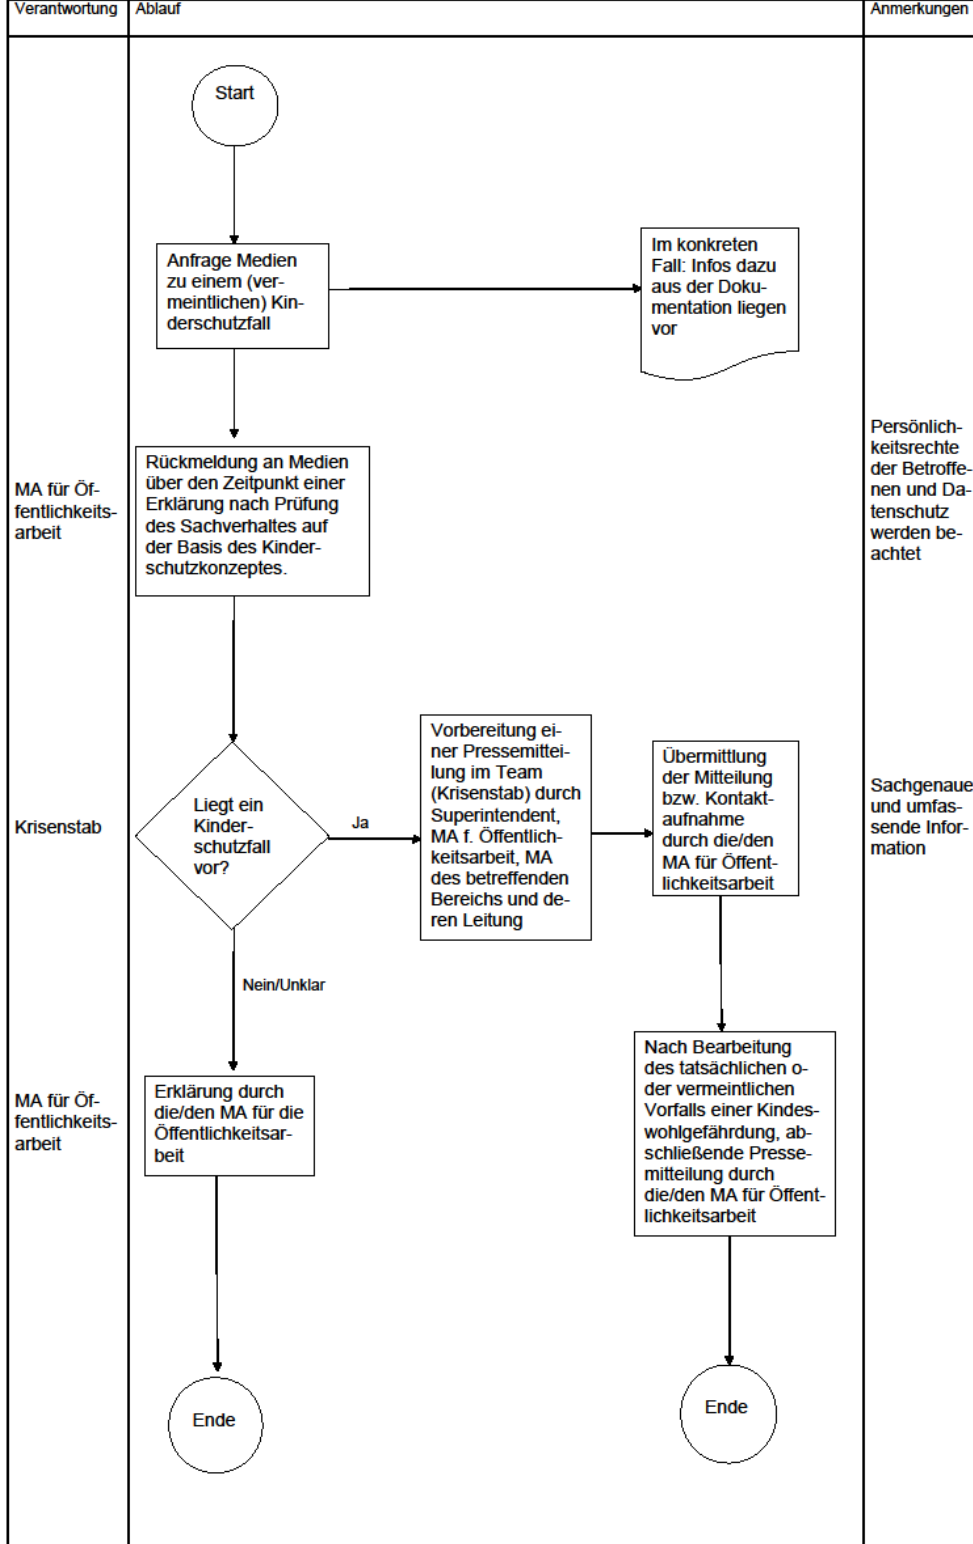 Verantwortung
Ablauf
Anmerkungen
Start
Anfrage Medien
zu einem (ver-
meintlichen) Kin-
derschutzfall
Im konkreten
Fall: Infos dazu
aus der Doku-
mentation liegen
vor
MA für Öf-
fentlichkeits-
arbeit
Rückmeldung an Medien
über den Zeitpunkt einer
Erklärung nach Prüfung
des Sachverhaltes auf
der Basis des Kinder-
schutzkonzeptes.
Persönlich-
keitsrechte
der Betroffe-
nen und Da-
tenschutz
werden be-
achtet
Krisenstab
Liegt ein
Kinder-
schutzfall
vor?
Ja
Vorbereitung ei-
ner Pressemittei-
lung im Team
(Krisenstab) durch
Superintendent,
MA f. Öffentlich-
keitsarbeit, MA
des betreffenden
Bereichs und de-
ren Leitung
Übermittlung
der Mitteilung
bzw. Kontakt-
aufnahme
durch die/den
MA für Öffent-
lichkeitsarbeit
Sachgenaue
und umfas-
sende Infor-
mation
Nein/Unklar
MA für Öf-
fentlichkeits-
arbeit
Erklärung durch
die/den MA für die
Öffentlichkeitsar-
beit
Nach Bearbeitung
des tatsächlichen o-
der vermeintlichen
Vorfalls einer Kindes-
wohlgefährdung, ab-
schließende Presse-
mitteilung durch
die/den MA für Öffent-
lichkeitsarbeit
Ende
Ende